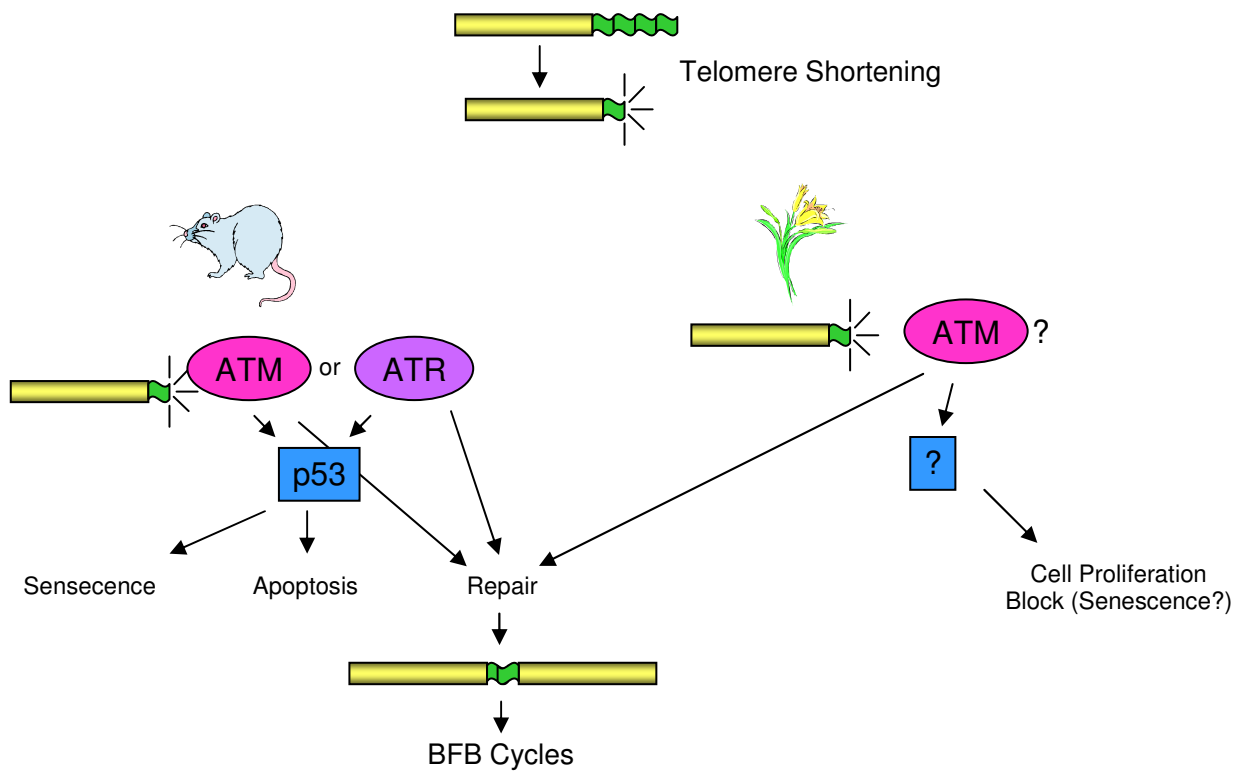 Telomere Shortening
ATM or ATR
ATM ?
p53
?
Sensecence
Apoptosis
Repair
Cell Proliferation
Block (Senescence?)
BFB Cycles